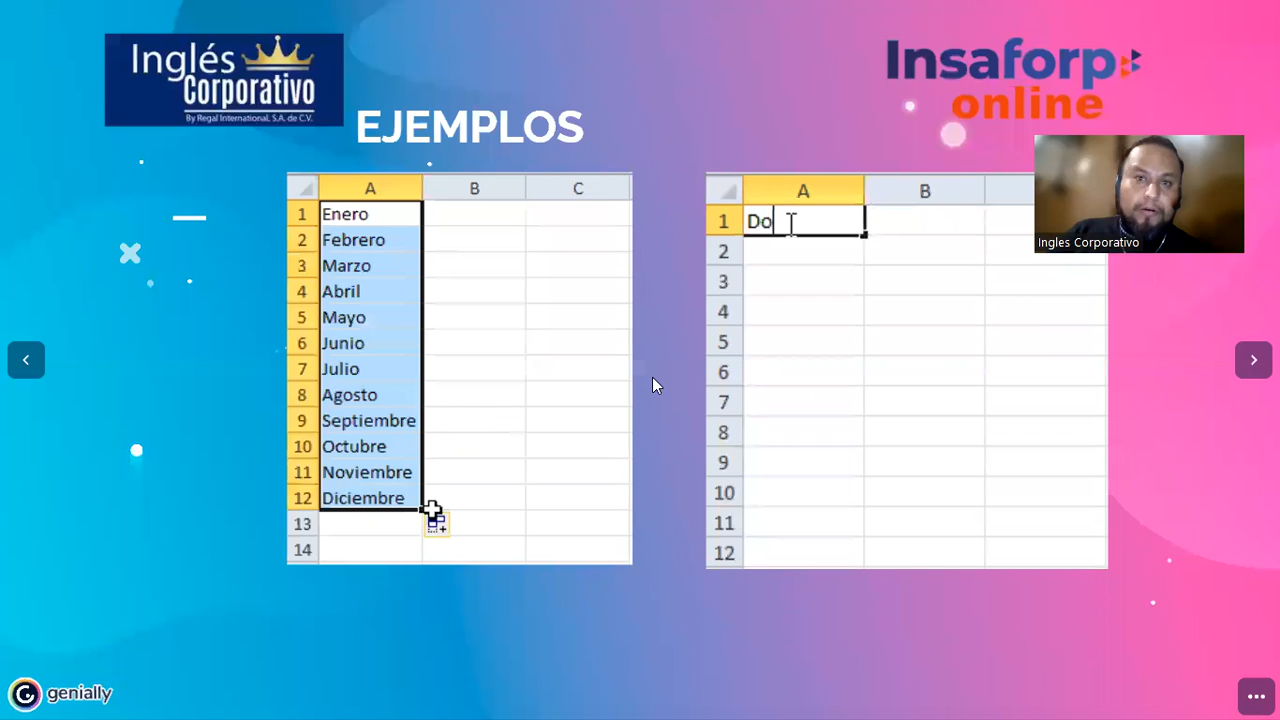 Inglés
Corporativo
By Regal International, S.A. de C.V.
Insaforp
online
EJEMPLOS
A B C
1 Enero
2 Febrero
3 Marzo
4 Abril
5 Mayo
6 Junio
7 Julio
8 Agosto
9 Septiembre
10 Octubre
11 Noviembre
12 Diciembre
13
14
A B
1 Do
2
3
4
5
6
7
8
9
10
11
12
Ingles Corporativo
genially